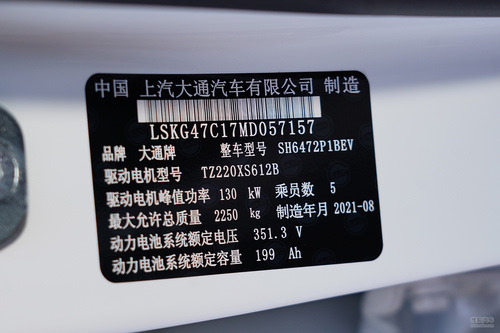 中国 上汽大通汽车有限公司 制造
LSKG47C17MD057157
品牌 大通牌 整车型号 SH6472P1BEV
驱动电机型号 TZ220XS612B
驱动电机峰值功率 130 kW 乘员数 5
最大允许总质量 2250 kg 制造年月 2021-08
动力电池系统额定电压 351.3 V
动力电池系统额定容量 199 Ah